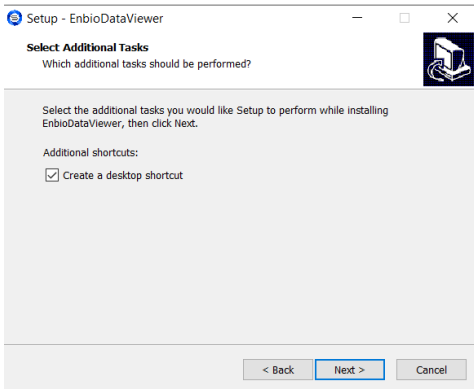 Setup - EnbioDataViewer
Select Additional Tasks
Which additional tasks should be performed?
Select the additional tasks you would like Setup to perform while installing
EnbioDataViewer, then click Next.
Additional shortcuts:
Create a desktop shortcut
< Back Next > Cancel